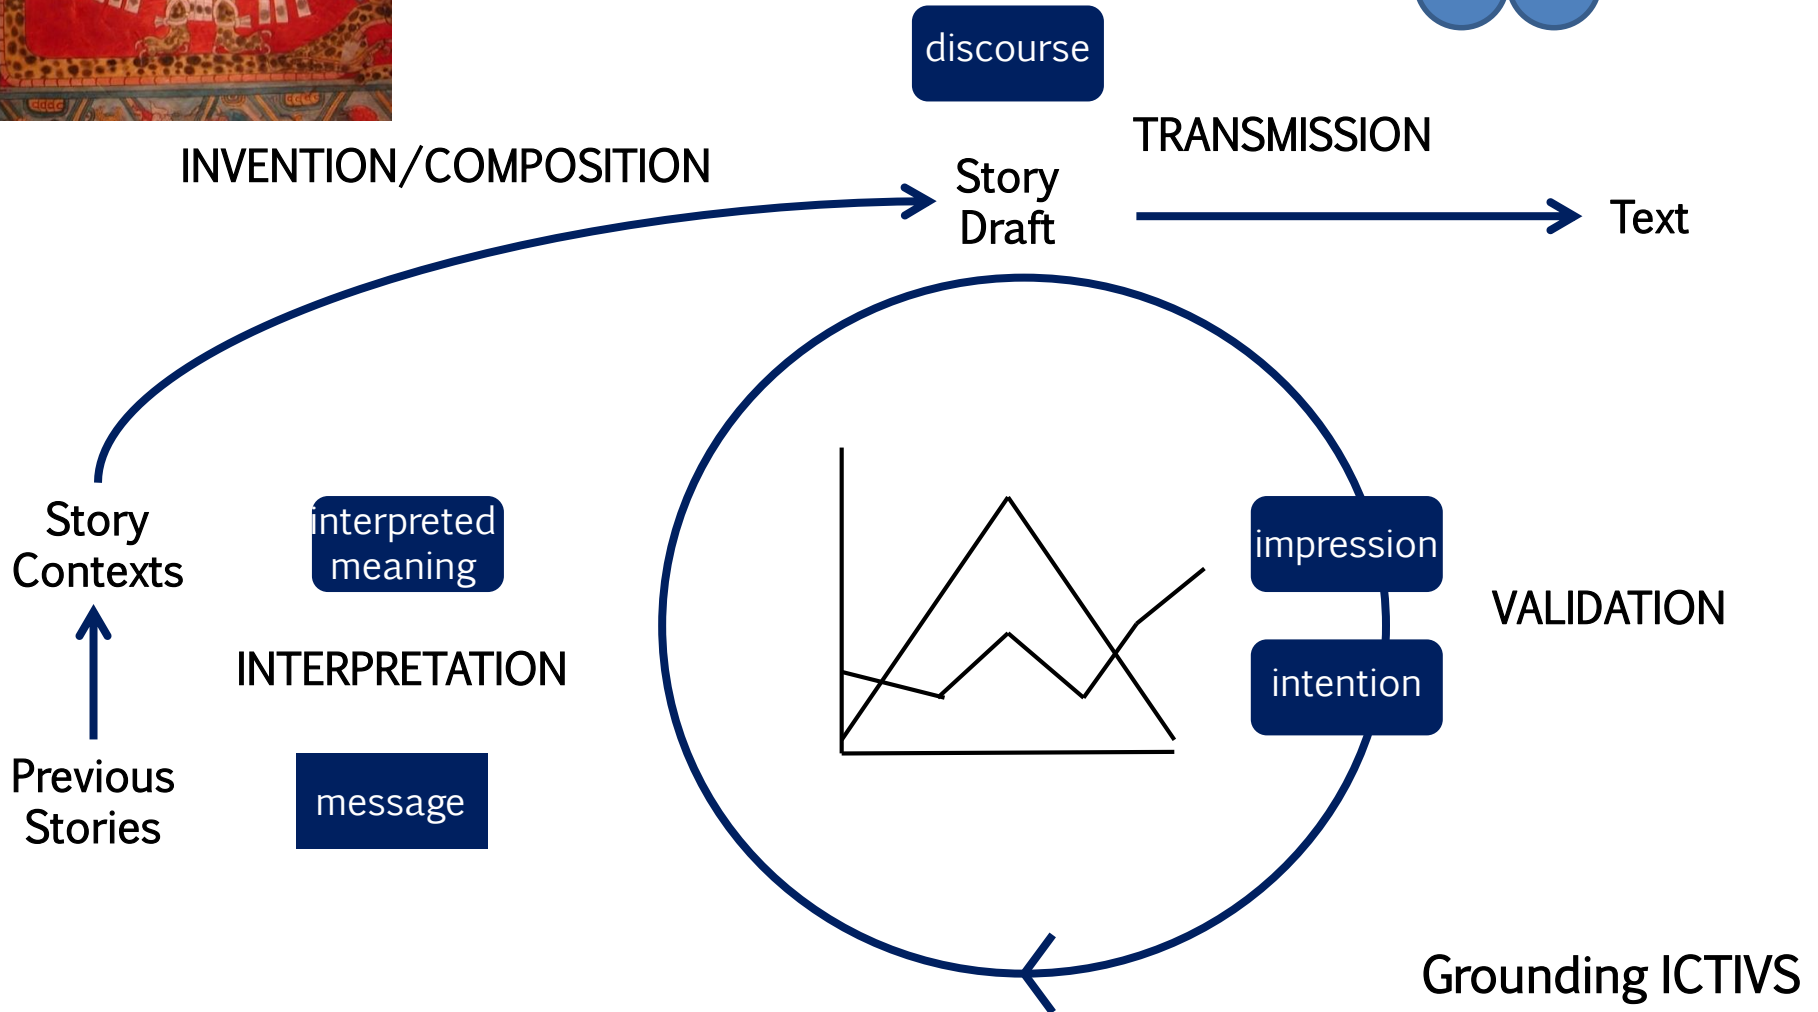 discourse
TRANSMISSION
INVENTION/COMPOSITION
Story
Draft
Text
Story
Contexts
interpreted
meaning
impression
VALIDATION
INTERPRETATION
intention
Previous
Stories
message
Grounding ICTIVS